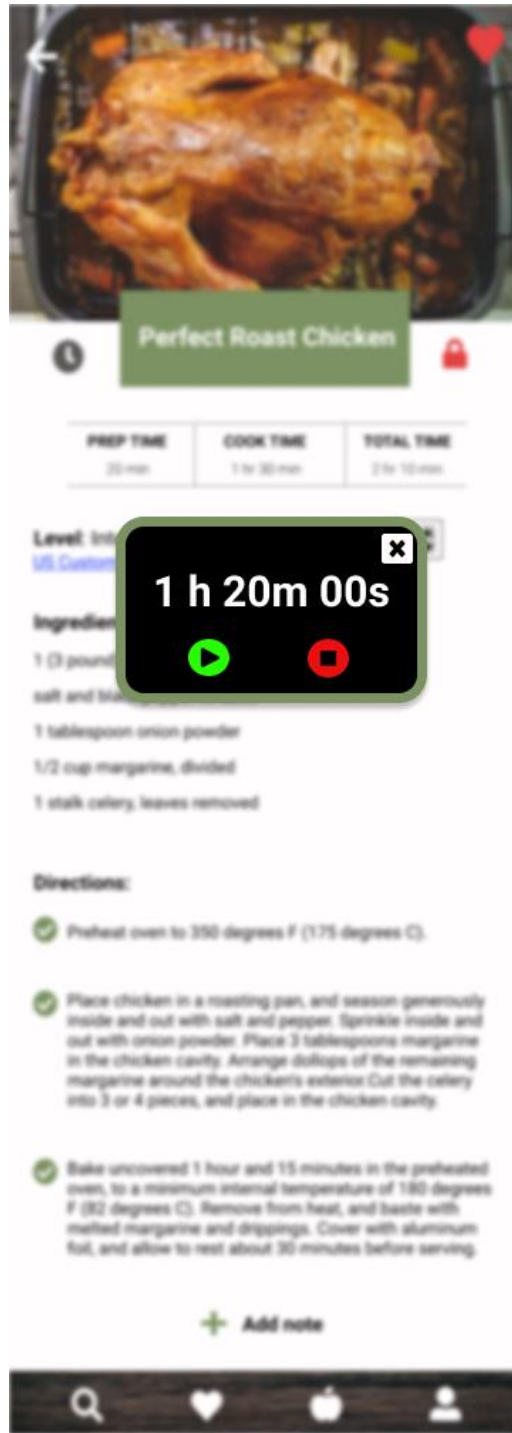 Perfect Roast Chicken
PREP TIME
COOK TIME
TOTAL TIME
20 min
1 hr 30 min
2 hr 10 min
Level:
US Custom
1 h 20m 00s
Ingredien
1 (3 pound
salt and
1 tablespoon onion powder
1/2 cup margarine, divided
1 stalk celery, leaves removed
Directions:
Preheat oven to 350 degrees F (175 degrees C).
Place chicken in a roasting pan, and season generously
inside and out with salt and pepper. Sprinkle inside and
out with onion powder. Place 3 tablespoons margarine
in the chicken cavity. Arrange dollops of the remaining
margarine around the chicken's exterior.Cut the celery
into 3 or 4 pieces, and place in the chicken cavity.
Bake uncovered 1 hour and 15 minutes in the preheated
oven, to a minimum internal temperature of 180 degrees
F (82 degrees C). Remove from heat, and baste with
melted margarine and drippings. Cover with aluminum
foil, and allow to rest about 30 minutes before serving.
Add note